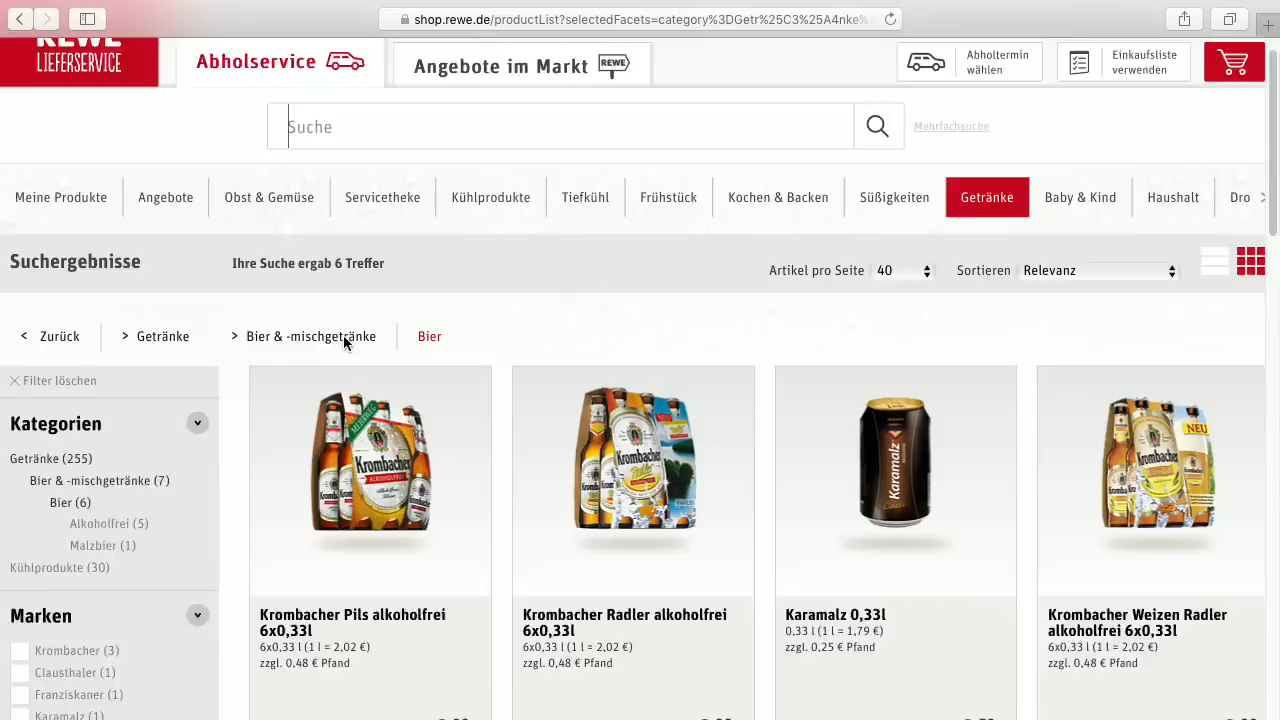 shop.rewe.de/productList?selectedFacets=category%3DGetr%25C3%25A4nke%
REWE
LIEFERSERVICE
Abholservice
Angebote im Markt
REWE
Abholtermin
wählen
Einkaufsliste
verwenden
Suche
Mehrfachsuche
Meine Produkte
Angebote
Obst & Gemüse
Servicetheke
Kühlprodukte
Tiefkühl
Frühstück
Kochen & Backen
Süßigkeiten
Getränke
Baby & Kind
Haushalt
Dro
Suchergebnisse
Ihre Suche ergab 6 Treffer
Artikel pro Seite 40
Sortieren Relevanz
< Zurück
> Getränke
> Bier & -mischgetränke
Bier
Filter löschen
Kategorien
Getränke (255)
Bier & -mischgetränke (7)
Bier (6)
Alkoholfrei (5)
Malzbier (1)
Kühlprodukte (30)
Marken
Krombacher (3)
Clausthaler (1)
Franziskaner (1)
Karamalz (1)
MEHRWEG
Krombacher
ALKOHOLFREI
Krombacher
Radler
Karamalz
Classic
NEU
Krombacher
Krombacher Pils alkoholfrei
6x0,33l
6x0,33 l (1 l = 2,02 €)
zzgl. 0,48 € Pfand
Krombacher Radler alkoholfrei
6x0,33l
6x0,33 l (1 l = 2,02 €)
zzgl. 0,48 € Pfand
Karamalz 0,33l
0,33 l (1 l = 1,79 €)
zzgl. 0,25 € Pfand
Krombacher Weizen Radler
alkoholfrei 6x0,33l
6x0,33 l (1 l = 2,02 €)
zzgl. 0,48 € Pfand